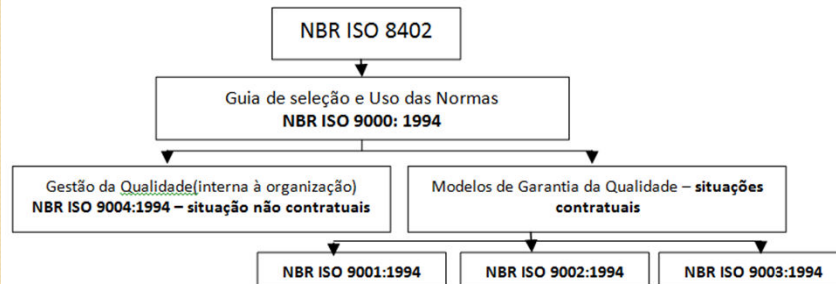 NBR ISO 8402
Guia de seleção e Uso das Normas
NBR ISO 9000: 1994
Gestão da Qualidade(interna à organização)
NBR ISO 9004:1994 – situação não contratuais
Modelos de Garantia da Qualidade – situações
contratuais
NBR ISO 9001:1994
NBR ISO 9002:1994
NBR ISO 9003:1994